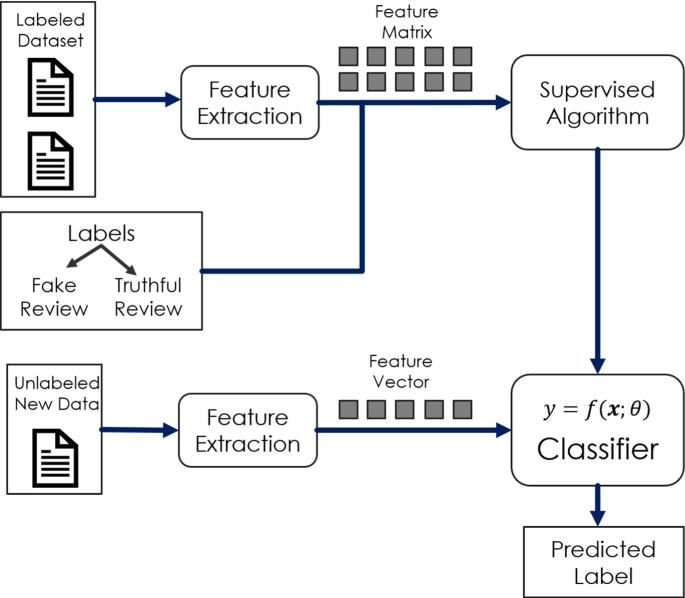 Labeled
Dataset
Feature
Extraction
Feature
Matrix
Supervised
Algorithm
Labels
Fake
Review
Truthful
Review
Unlabeled
New Data
Feature
Extraction
Feature
Vector
y = f(x; θ)
Classifier
Predicted
Label